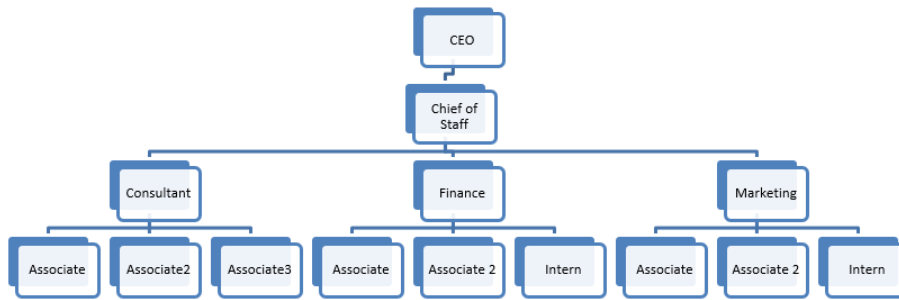 CEO
Chief of
Staff
Consultant
Finance
Marketing
Associate
Associate2
Associate3
Associate
Associate 2
Intern
Associate
Associate 2
Intern